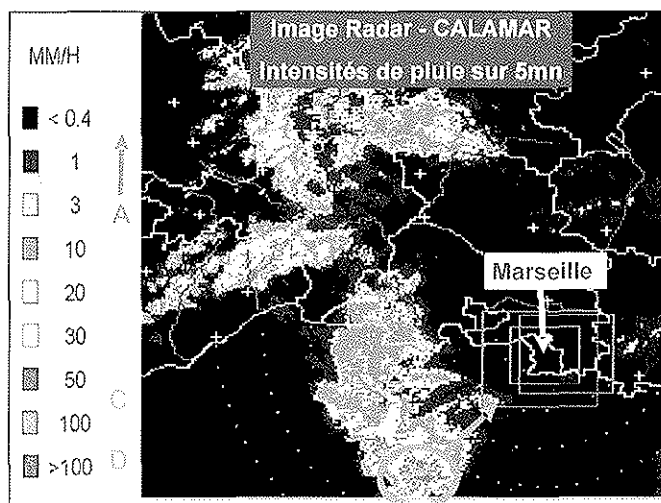 Image Radar - CALAMAR
Intensités de pluie sur 5mn
MM/H
< 0.4
1
3
A
10
20
30
50
C
100
D
>100
Marseille